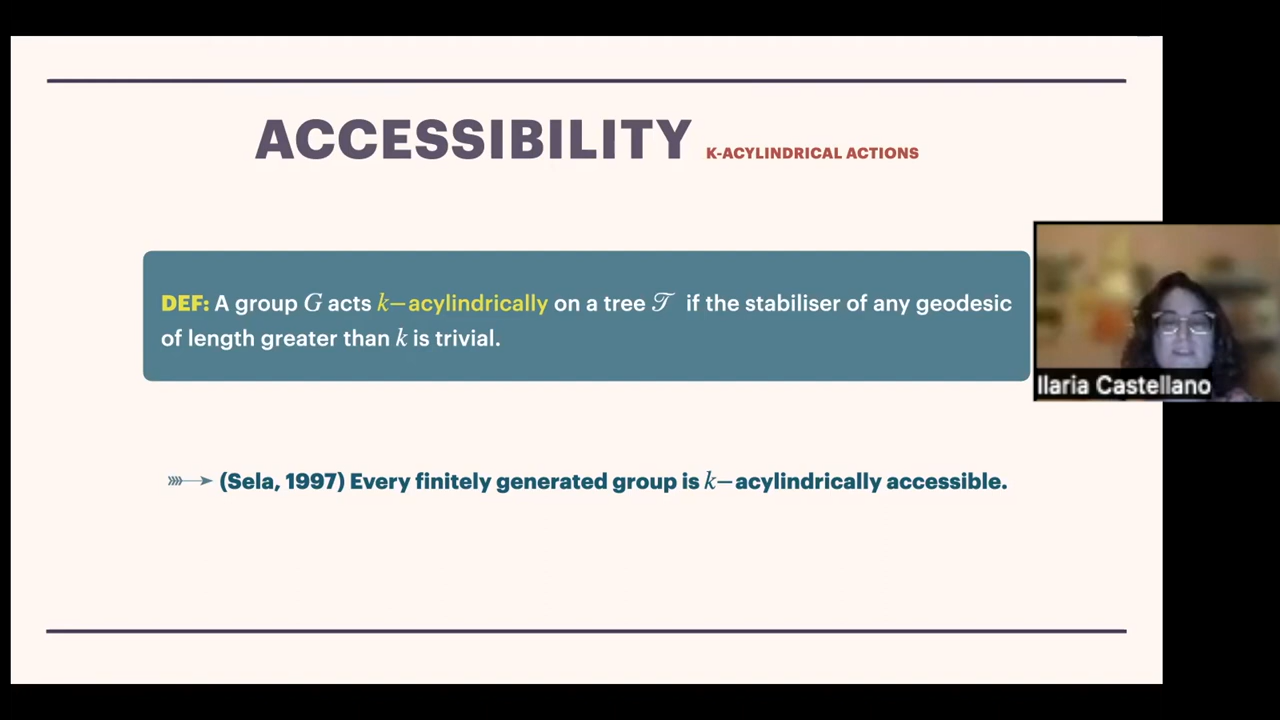 ACCESSIBILITY K-ACYLINDRICAL ACTIONS
DEF: A group G acts k–acylindrically on a tree 𝒯 if the stabiliser of any geodesic
of length greater than k is trivial.
Ilaria Castellano
(Sela, 1997) Every finitely generated group is k–acylindrically accessible.